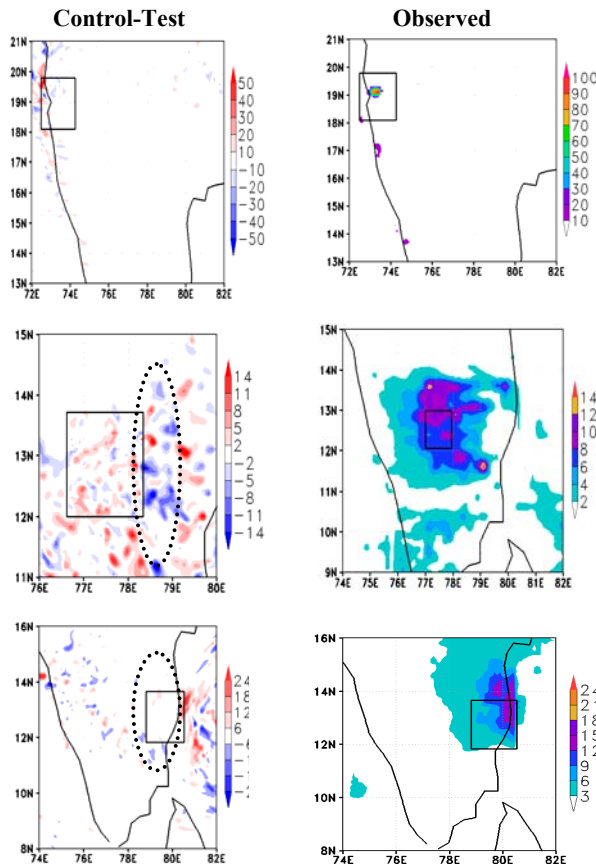 Control-Test
Observed
21N
20N
19N
18N
17N
16N
15N
14N
13N
72E 74E 76E 78E 80E 82E
50
40
30
20
10
−10
−20
−30
−40
−50
21N
20N
19N
18N
17N
16N
15N
14N
13N
72E 74E 76E 78E 80E 82E
100
90
80
70
60
50
40
30
20
10
15N
14N
13N
12N
11N
76E 77E 78E 79E 80E
14
11
8
5
2
−2
−5
−8
−11
−14
15N
14N
13N
12N
11N
10N
9N
74E 75E 76E 77E 78E 79E 80E 81E 82E
14
12
10
8
6
4
2
16N
14N
12N
10N
8N
74E 76E 78E 80E 82E
24
18
12
6
16N
14N
12N
10N
8N
74E 76E 78E 80E 82E
9
6
3